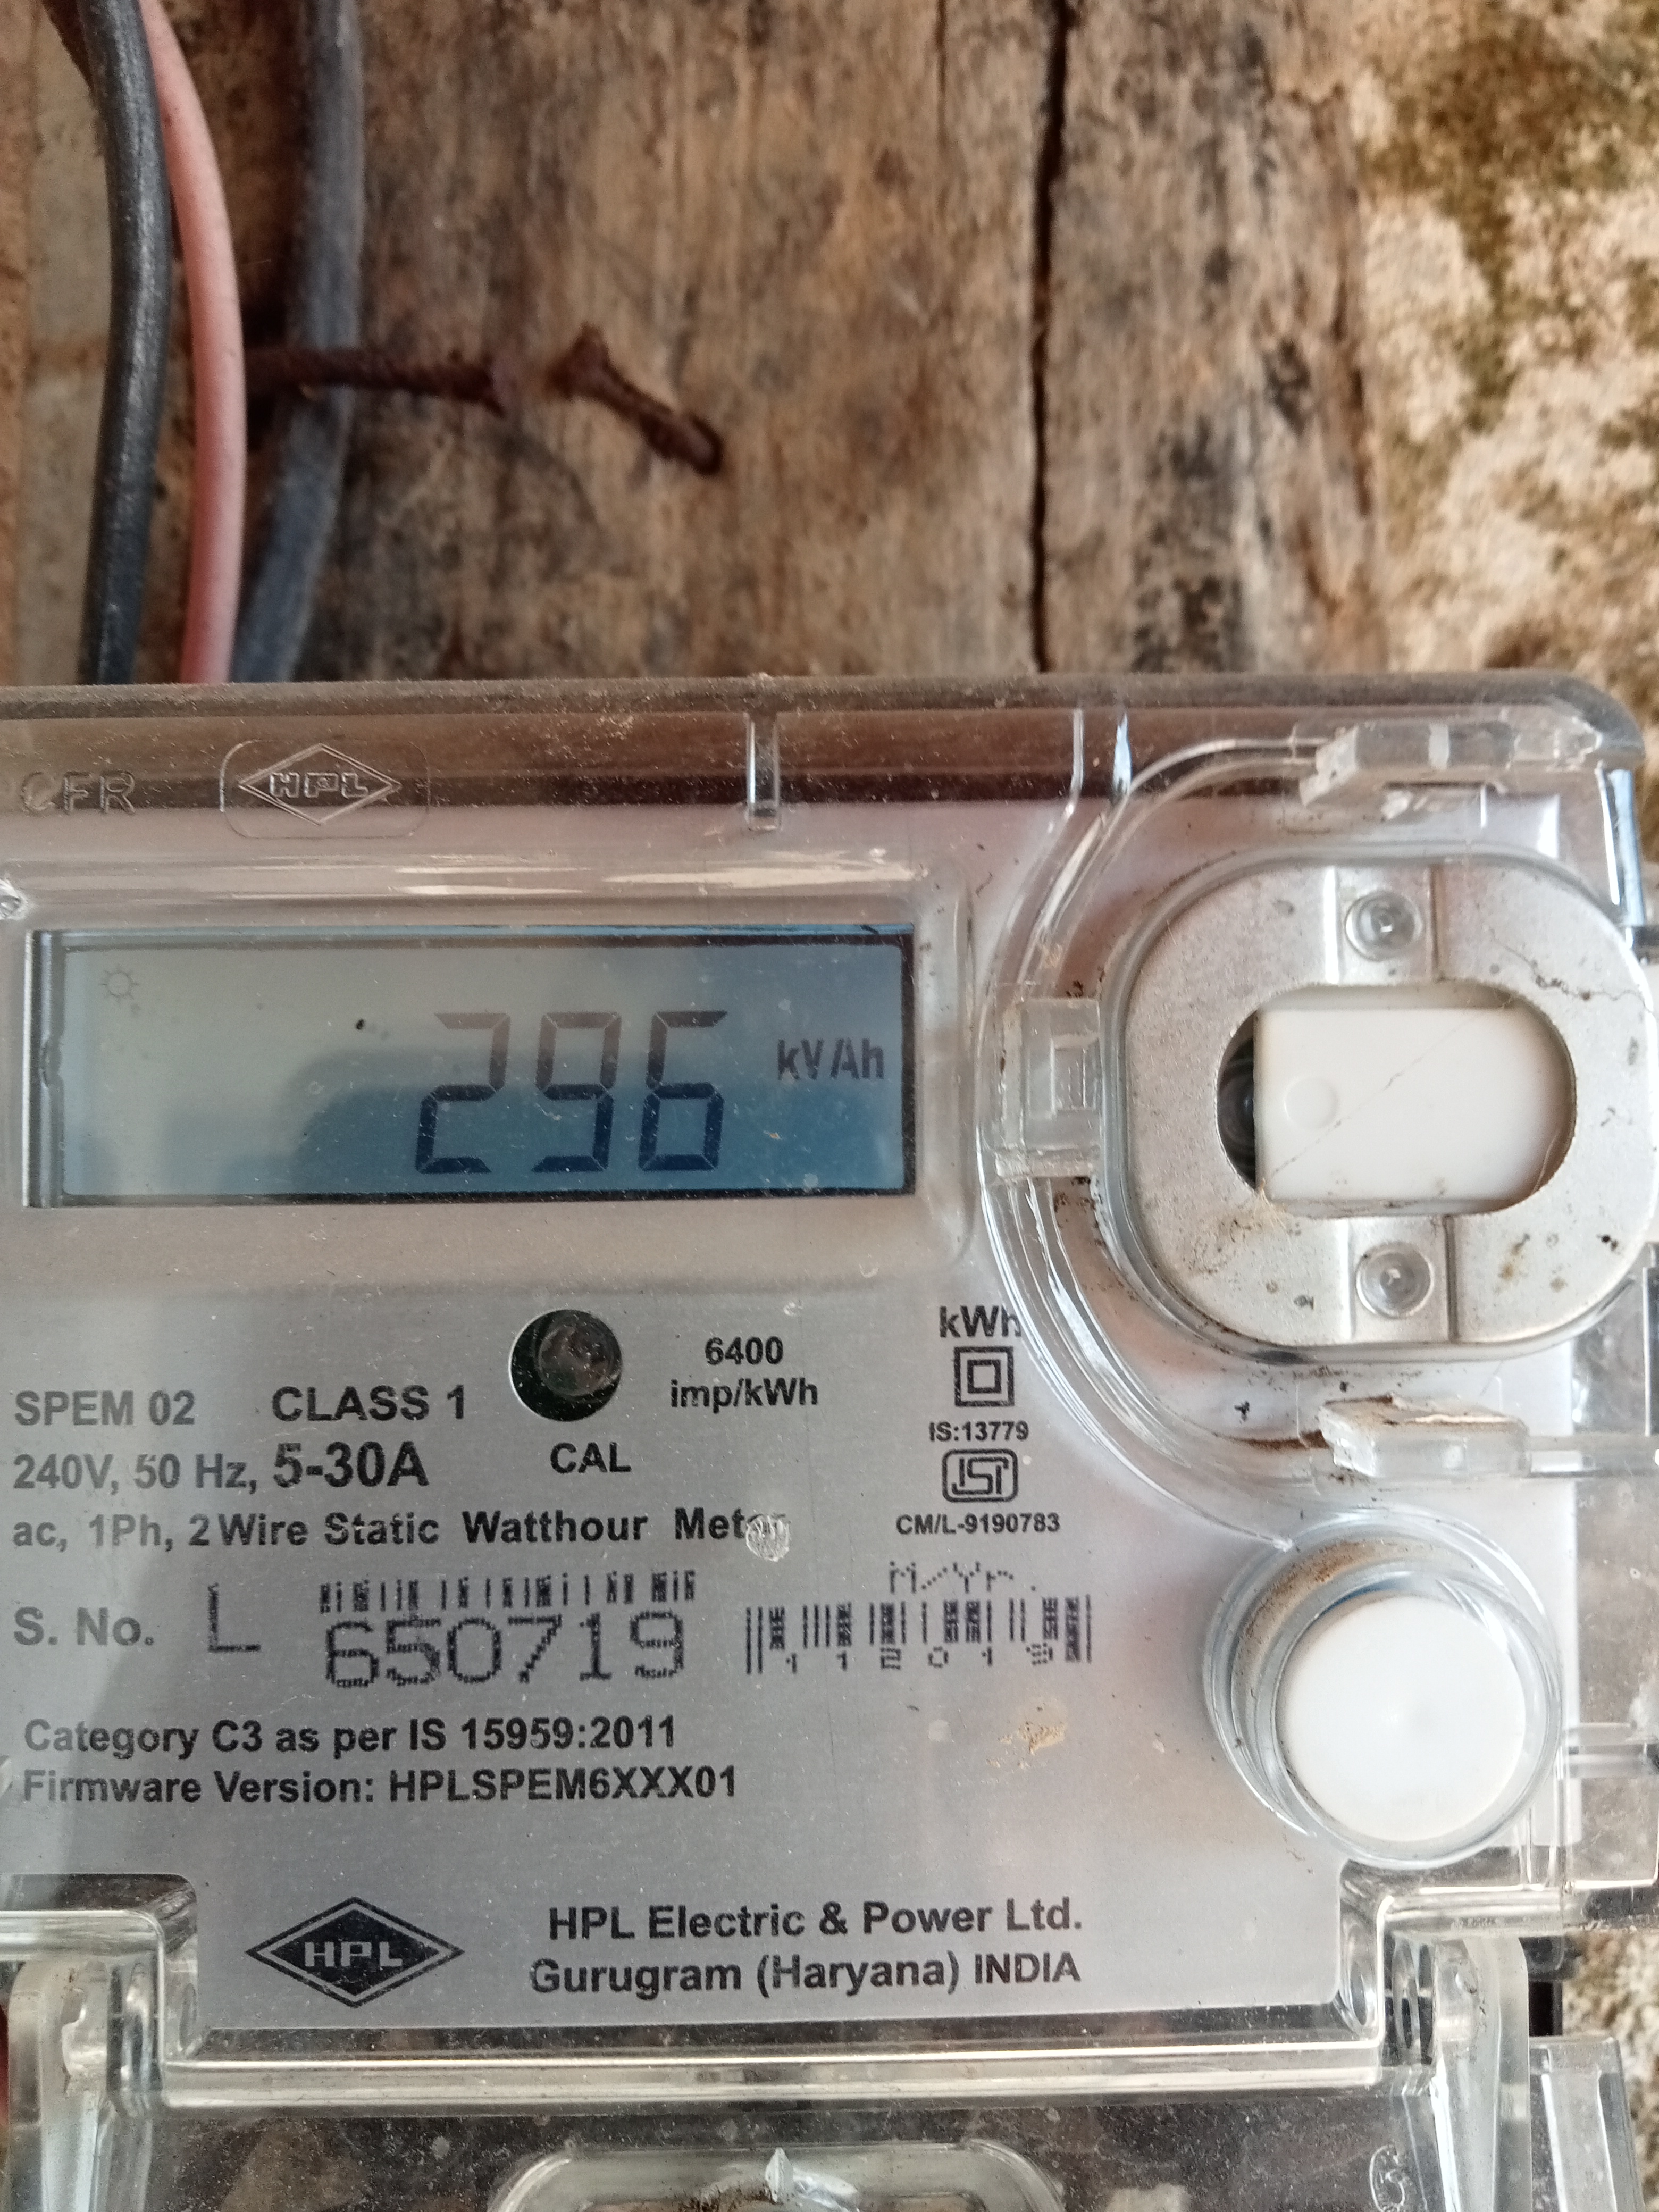 CFR
HPL
296 kVAh
6400
imp/kWh
kWh
SPEM 02 CLASS 1
IS:13779
240V, 50 Hz, 5-30A
CAL
ISI
ac, 1Ph, 2 Wire Static Watthour Meter
CM/L-9190783
M/Yr.
S. No. L 650719
112019
Category C3 as per IS 15959:2011
Firmware Version: HPLSPEM6XXX01
HPL
HPL Electric & Power Ltd.
Gurugram (Haryana) INDIA